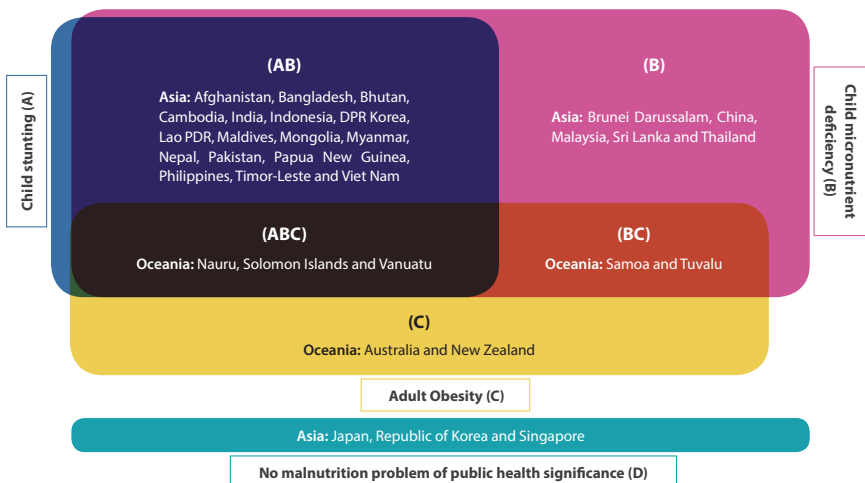 Child stunting (A)
(AB)
Asia: Afghanistan, Bangladesh, Bhutan,
Cambodia, India, Indonesia, DPR Korea,
Lao PDR, Maldives, Mongolia, Myanmar,
Nepal, Pakistan, Papua New Guinea,
Philippines, Timor-Leste and Viet Nam
(B)
Asia: Brunei Darussalam, China,
Malaysia, Sri Lanka and Thailand
Child micronutrient
deficiency (B)
(ABC)
Oceania: Nauru, Solomon Islands and Vanuatu
(BC)
Oceania: Samoa and Tuvalu
(C)
Oceania: Australia and New Zealand
Adult Obesity (C)
Asia: Japan, Republic of Korea and Singapore
No malnutrition problem of public health significance (D)